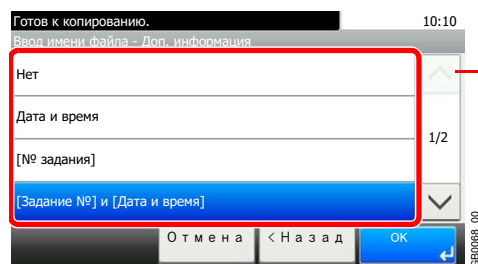 Готов к копированию. 10:10
Ввод имени файла - Доп. информация
Нет
Дата и время
1/2
[№ задания]
[Задание №] и [Дата и время]
Отмена <Назад ОК
GB0068_00